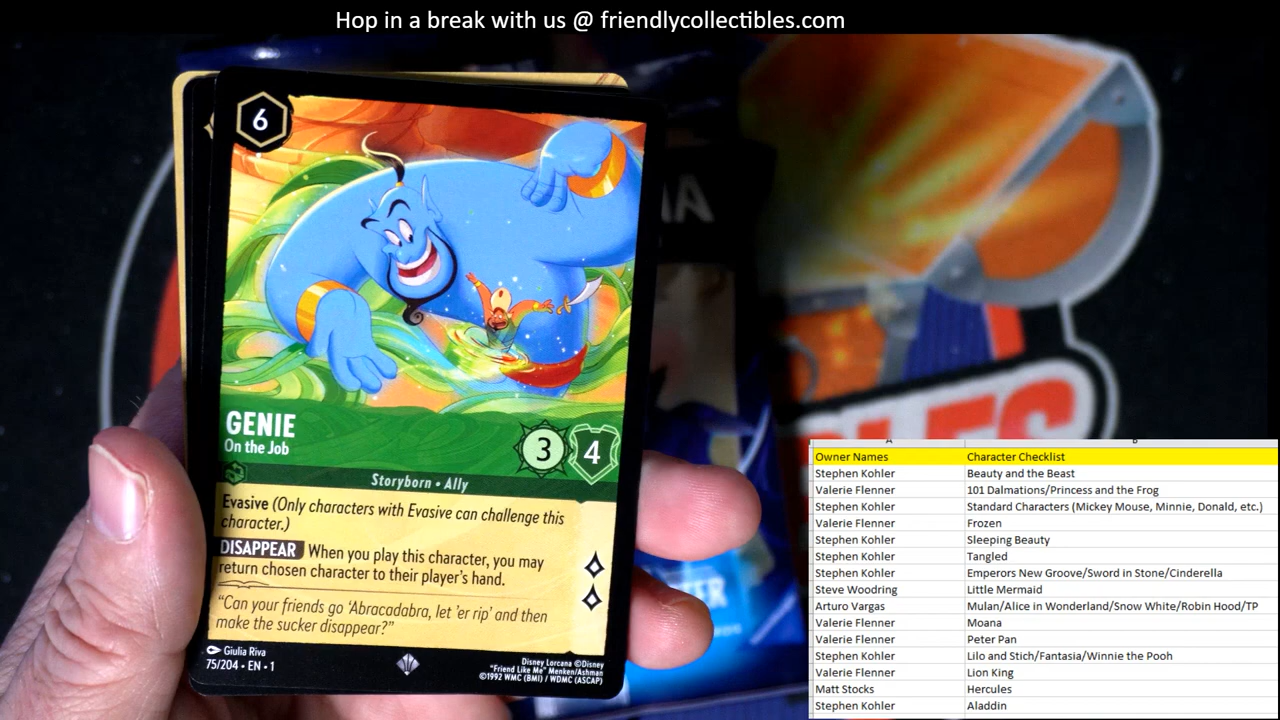 Hop in a break with us @ friendlycollectibles.com
6
GENIE
On the Job
3
4
Storyborn • Ally
Evasive (Only characters with Evasive can challenge this
character.)
DISAPPEAR When you play this character, you may
return chosen character to their player's hand.
"Can your friends go 'Abracadabra, let 'er rip' and then
make the sucker disappear?"
Giulia Riva
75/204 • EN • 1
Disney Lorcana ©Disney
"Friend Like Me" Menken/Ashman
©1992 WMC (BMI) / WDMC (ASCAP)
Owner Names Character Checklist
Stephen Kohler Beauty and the Beast
Valerie Flenner 101 Dalmations/Princess and the Frog
Stephen Kohler Standard Characters (Mickey Mouse, Minnie, Donald, etc.)
Valerie Flenner Frozen
Stephen Kohler Sleeping Beauty
Stephen Kohler Tangled
Stephen Kohler Emperors New Groove/Sword in Stone/Cinderella
Steve Woodring Little Mermaid
Arturo Vargas Mulan/Alice in Wonderland/Snow White/Robin Hood/TP
Valerie Flenner Moana
Valerie Flenner Peter Pan
Stephen Kohler Lilo and Stich/Fantasia/Winnie the Pooh
Valerie Flenner Lion King
Matt Stocks Hercules
Stephen Kohler Aladdin